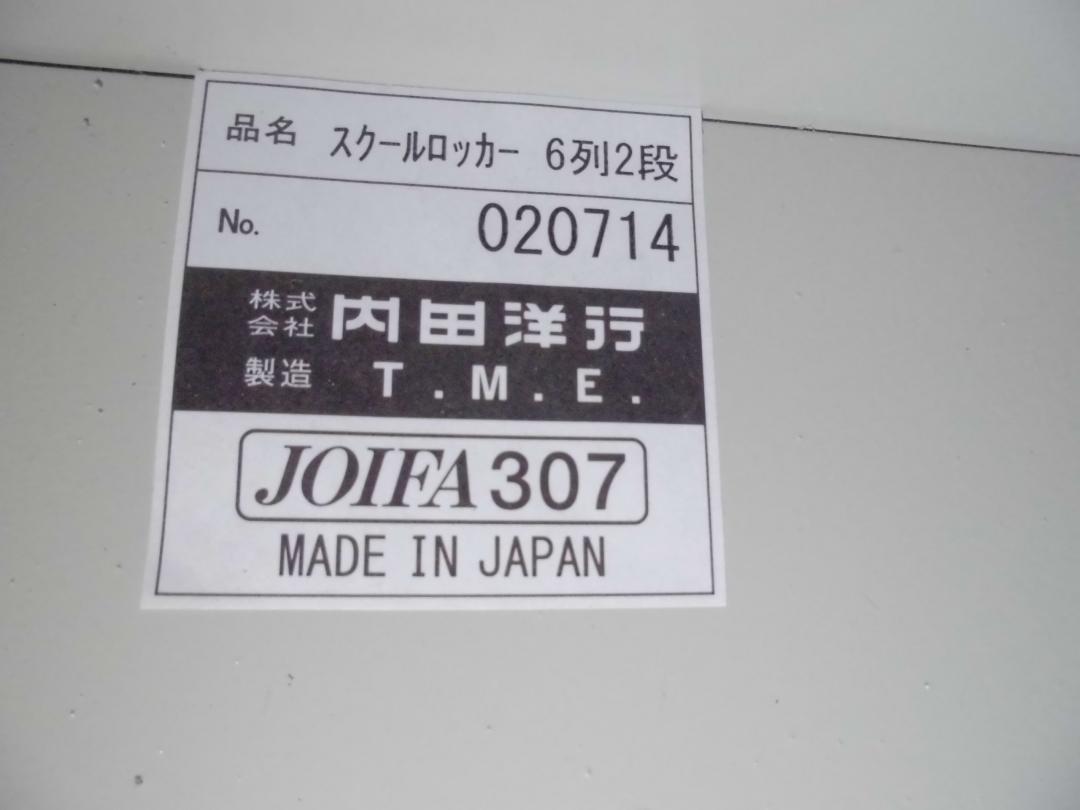 品名 スクールロッカー 6列2段
No. 020714
株式会社 内田洋行
製造 T.M.E.
JOIFA 307
MADE IN JAPAN